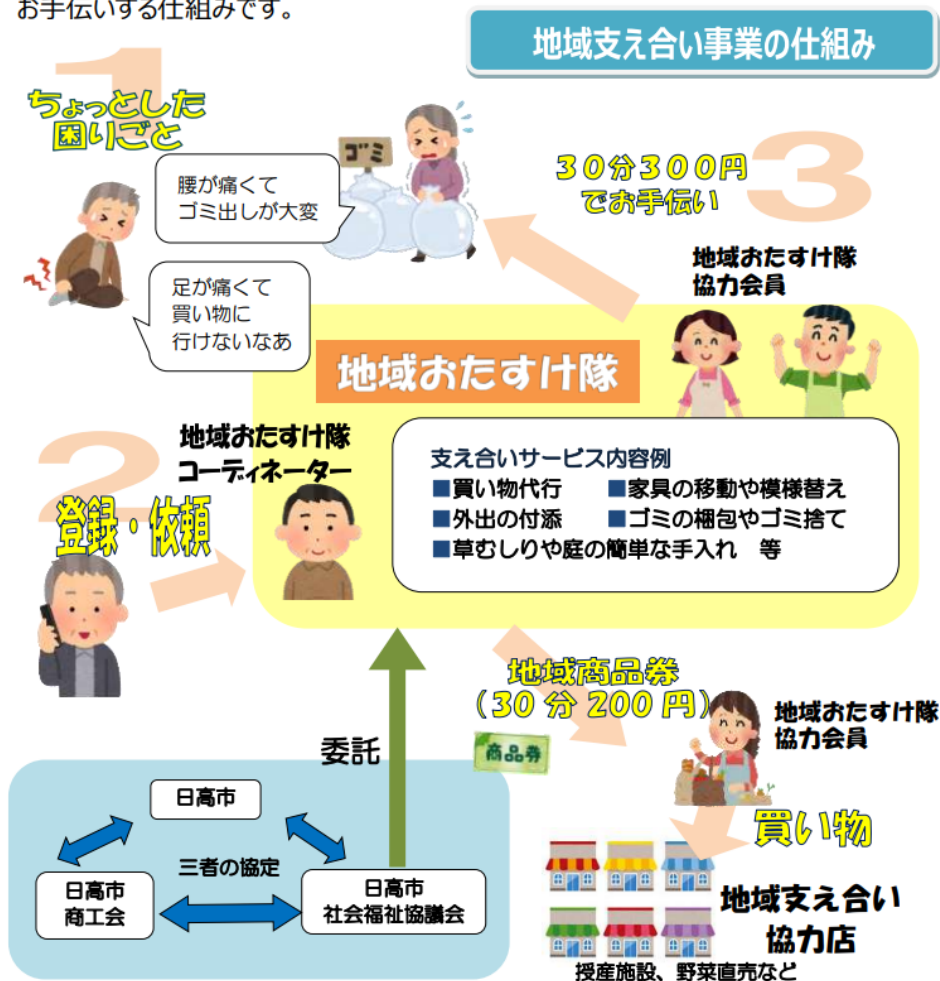 お手伝いする仕組みです。
地域支え合い事業の仕組み
1
ちょっとした
困りごと
腰が痛くて
ゴミ出しが大変
ゴミ
足が痛くて
買い物に
行けないなあ
3
30分300円
でお手伝い
地域おたすけ隊
協力会員
地域おたすけ隊
2
登録・依頼
地域おたすけ隊
コーディネーター
支え合いサービス内容例
■買い物代行 ■家具の移動や模様替え
■外出の付添 ■ゴミの梱包やゴミ捨て
■草むしりや庭の簡単な手入れ 等
地域商品券
(30分200円)
商品券
地域おたすけ隊
協力会員
買い物
地域支え合い
協力店
授産施設、野菜直売など
委託
日高市
三者の協定
日高市
商工会
日高市
社会福祉協議会